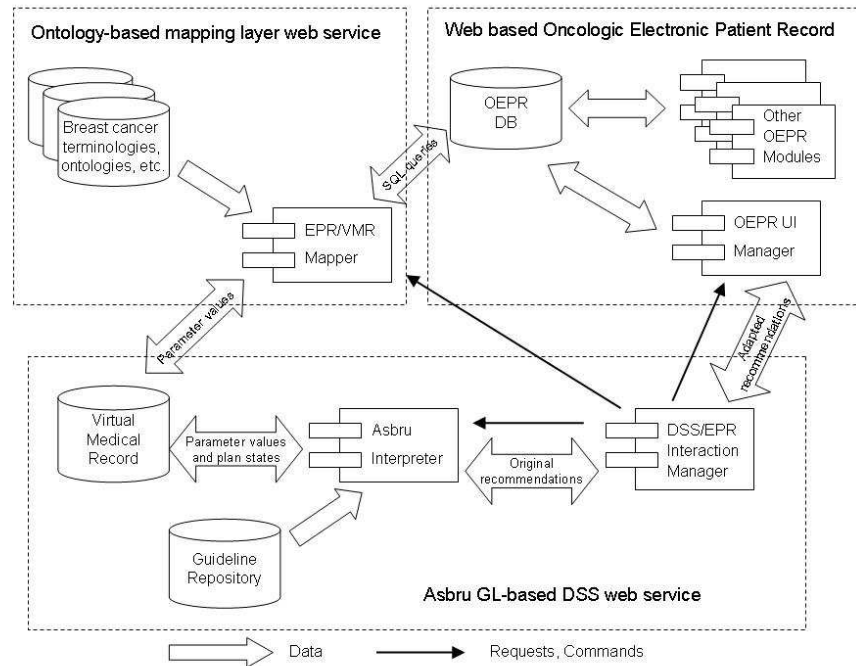 Ontology-based mapping layer web service
Breast cancer
terminologies,
ontologies, etc.
EPR/VMR
Mapper
SQL queries
Web based Oncologic Electronic Patient Record
OEPR
DB
Other
OEPR
Modules
OEPR UI
Manager
Parameter values
Adapted
recommendations
Virtual
Medical
Record
Parameter values
and plan states
Asbru
Interpreter
Original
recommendations
DSS/EPR
Interaction
Manager
Guideline
Repository
Asbru GL-based DSS web service
Data
Requests, Commands